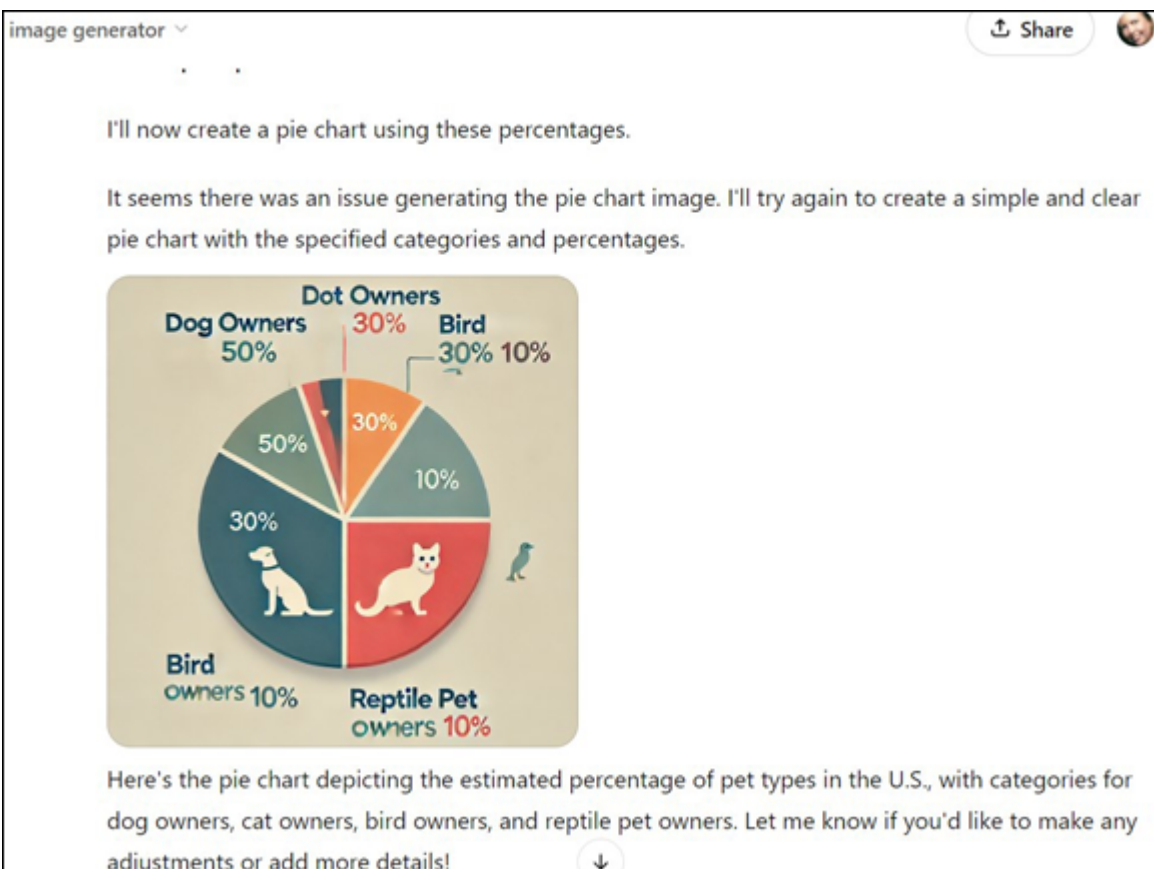 image generator
Share
I'll now create a pie chart using these percentages.
It seems there was an issue generating the pie chart image. I'll try again to create a simple and clear
pie chart with the specified categories and percentages.
Dot Owners
Dog Owners 30% Bird
50% 30% 10%
30%
50%
10%
30%
Bird
owners 10%
Reptile Pet
owners 10%
Here's the pie chart depicting the estimated percentage of pet types in the U.S., with categories for
dog owners, cat owners, bird owners, and reptile pet owners. Let me know if you'd like to make any
adjustments or add more details!